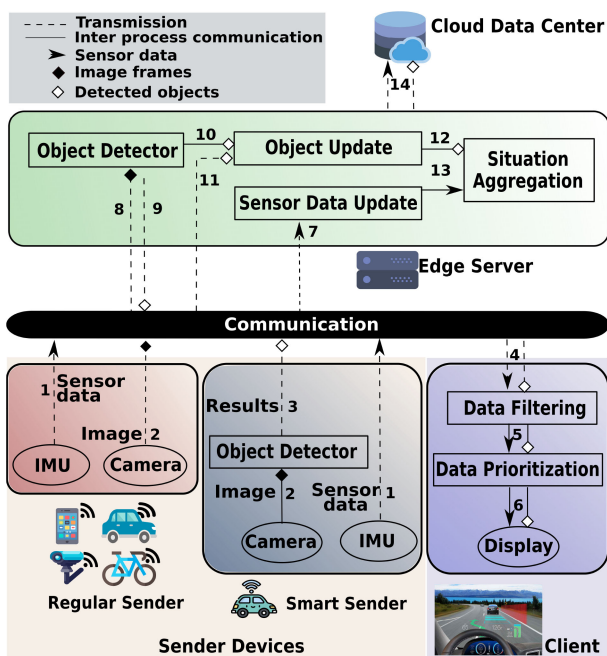 Transmission
Inter process communication
Sensor data
Image frames
Detected objects
Cloud Data Center
14
Object Detector
10
Object Update
12
Situation
Aggregation
11
13
Sensor Data Update
8
9
7
Edge Server
Communication
1
Sensor
data
Image 2
IMU
Camera
Regular Sender
Results 3
Object Detector
Image 2
Sensor
data
1
Camera
IMU
Smart Sender
Sender Devices
4
Data Filtering
5
Data Prioritization
6
Display
Client